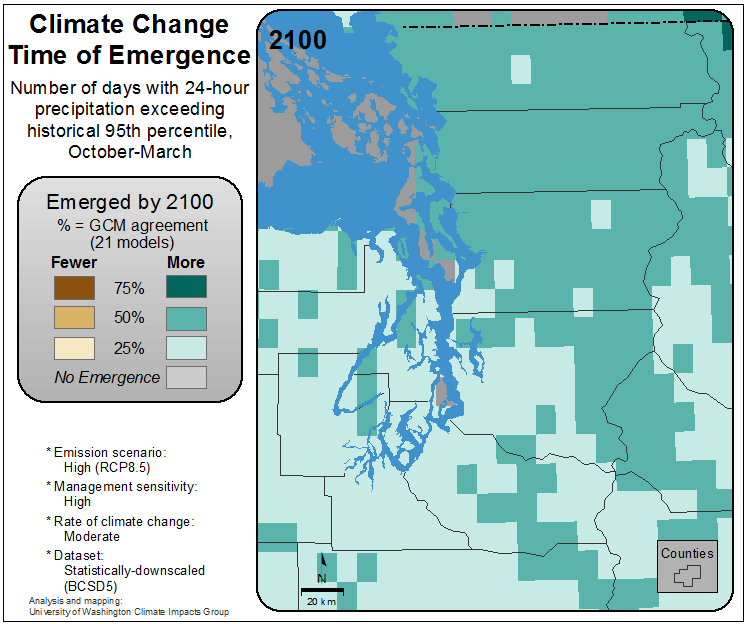 Climate Change
Time of Emergence
Number of days with 24-hour
precipitation exceeding
historical 95th percentile,
October-March
Emerged by 2100
% = GCM agreement
(21 models)
Fewer More
75%
50%
25%
No Emergence
* Emission scenario:
High (RCP8.5)
* Management sensitivity:
High
* Rate of climate change:
Moderate
* Dataset:
Statistically-downscaled
(BCSD5)
Analysis and mapping:
University of Washington Climate Impacts Group
2100
N
20 km
Counties